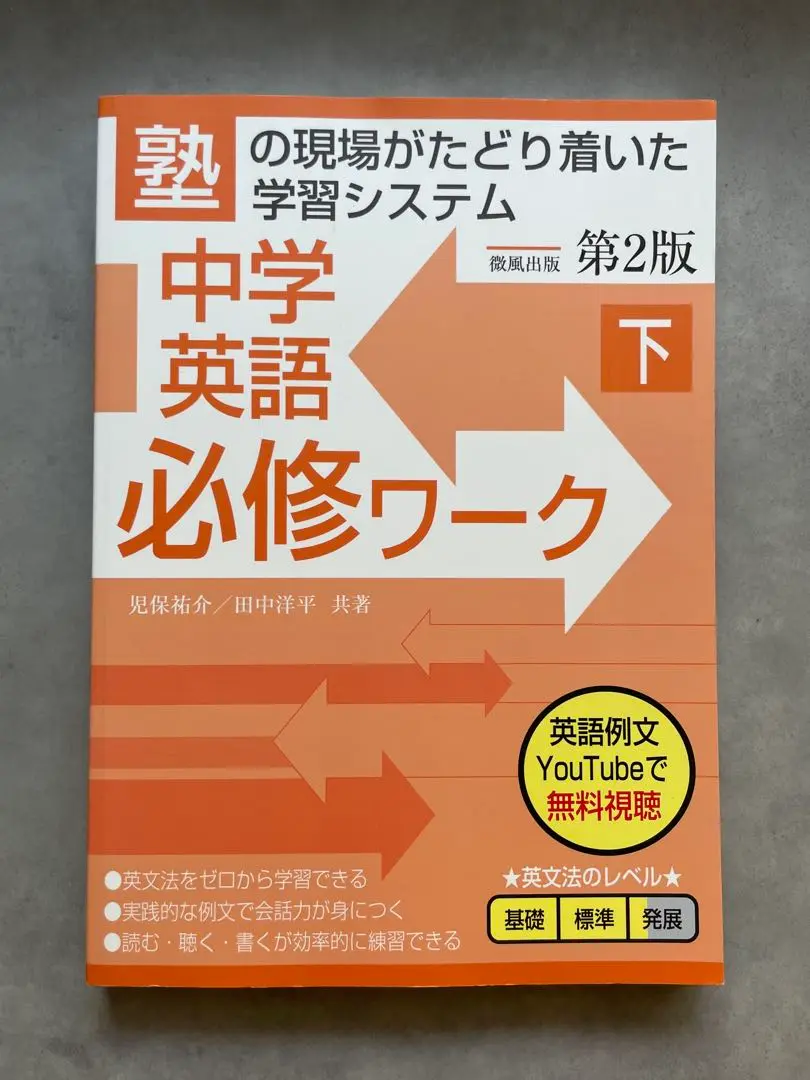 塾の現場がたどり着いた
学習システム
微風出版 第2版
中学
英語
下
必修ワーク
児保祐介／田中洋平 共著
英語例文
YouTubeで
無料視聴
●英文法をゼロから学習できる
●実践的な例文で会話力が身につく
●読む・聴く・書くが効率的に練習できる
★英文法のレベル★
基礎 標準 発展